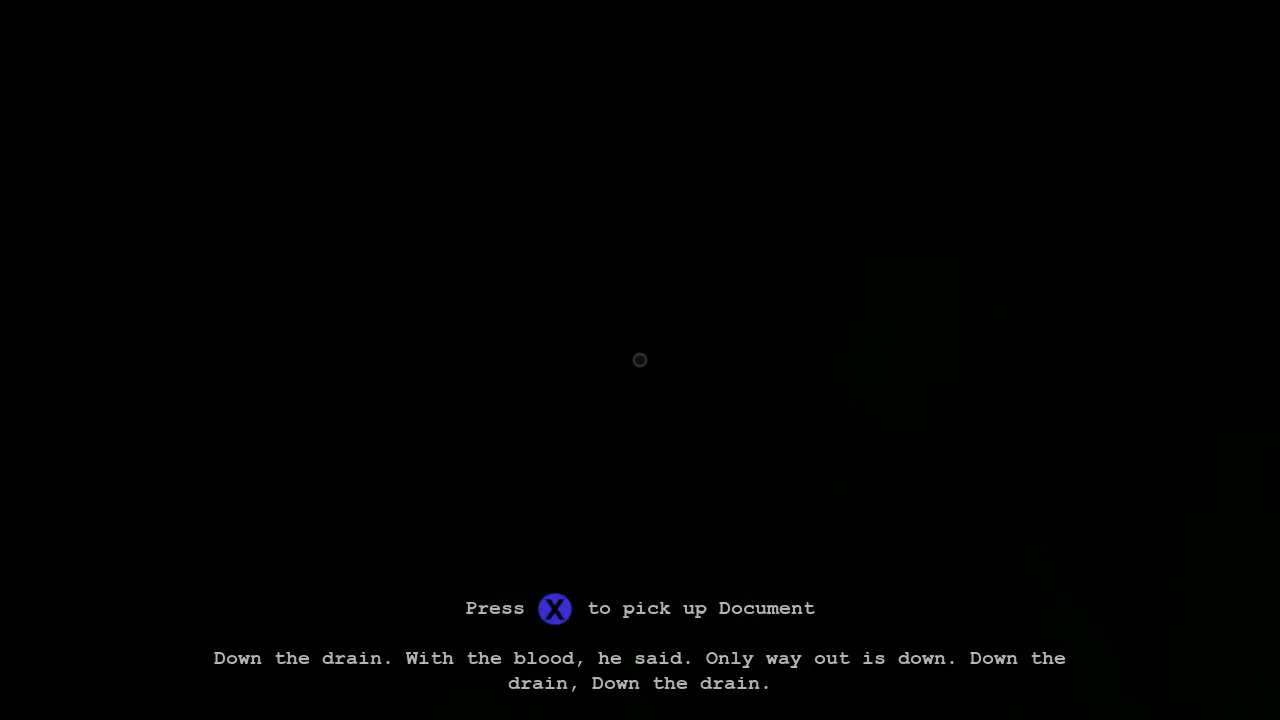 Press X to pick up Document
Down the drain. With the blood, he said. Only way out is down. Down the
drain, Down the drain.